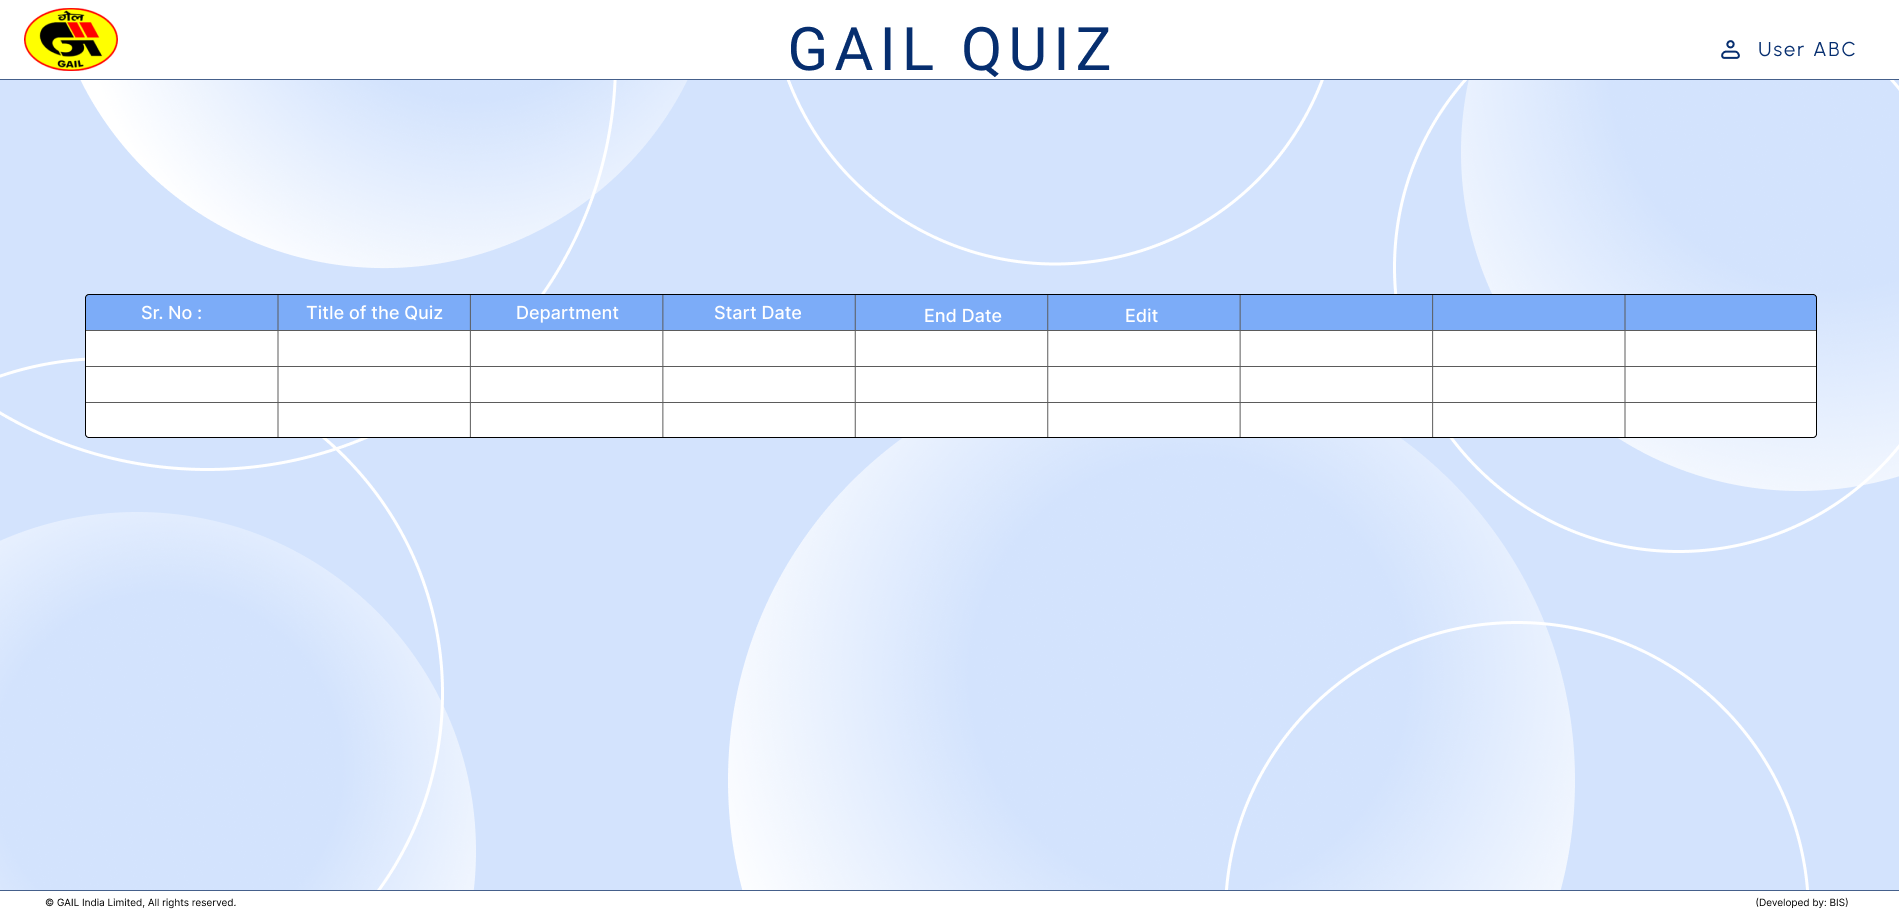 गेल
GAIL
GAIL QUIZ
User ABC
Sr. No :
Title of the Quiz
Department
Start Date
End Date
Edit
© GAIL India Limited, All rights reserved.
(Developed by: BIS)